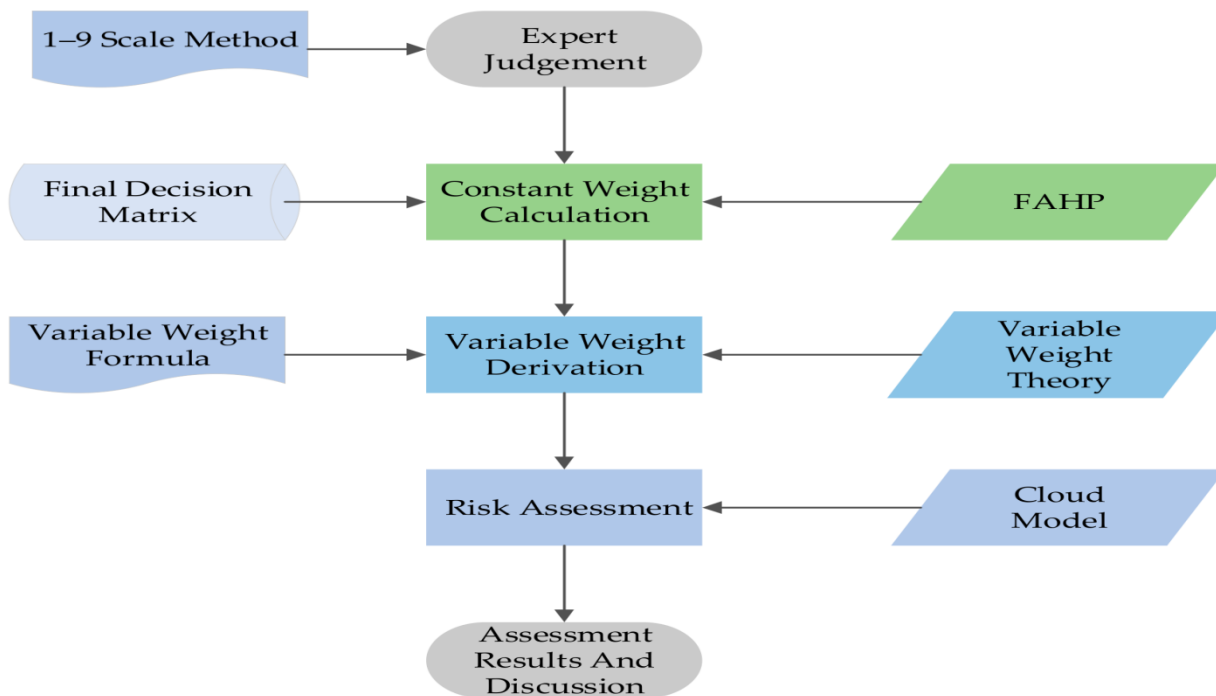 1–9 Scale Method
Expert
Judgement
Final Decision
Matrix
Constant Weight
Calculation
FAHP
Variable Weight
Formula
Variable Weight
Derivation
Variable
Weight
Theory
Risk Assessment
Cloud
Model
Assessment
Results And
Discussion